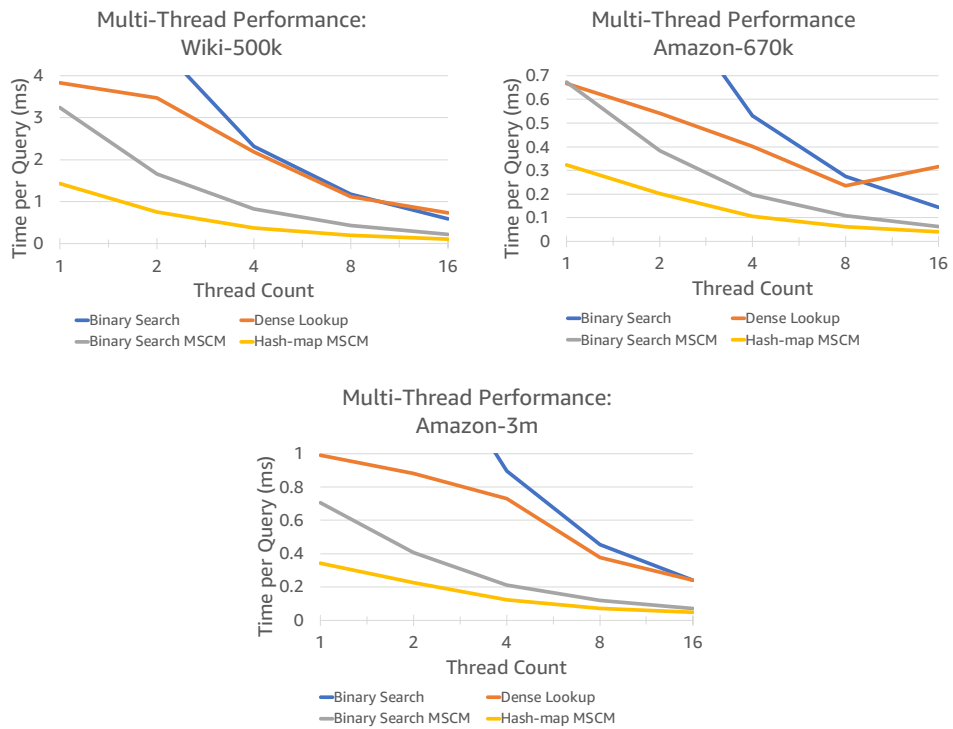 Multi-Thread Performance:
Wiki-500k
Time per Query (ms)
4
3
2
1
0
1 2 4 8 16
Thread Count
Binary Search Dense Lookup
Binary Search MSCM Hash-map MSCM
Multi-Thread Performance
Amazon-670k
Time per Query (ms)
0.7
0.6
0.5
0.4
0.3
0.2
0.1
0
1 2 4 8 16
Thread Count
Binary Search Dense Lookup
Binary Search MSCM Hash-map MSCM
Multi-Thread Performance:
Amazon-3m
Time per Query (ms)
1
0.8
0.6
0.4
0.2
0
1 2 4 8 16
Thread Count
Binary Search Dense Lookup
Binary Search MSCM Hash-map MSCM